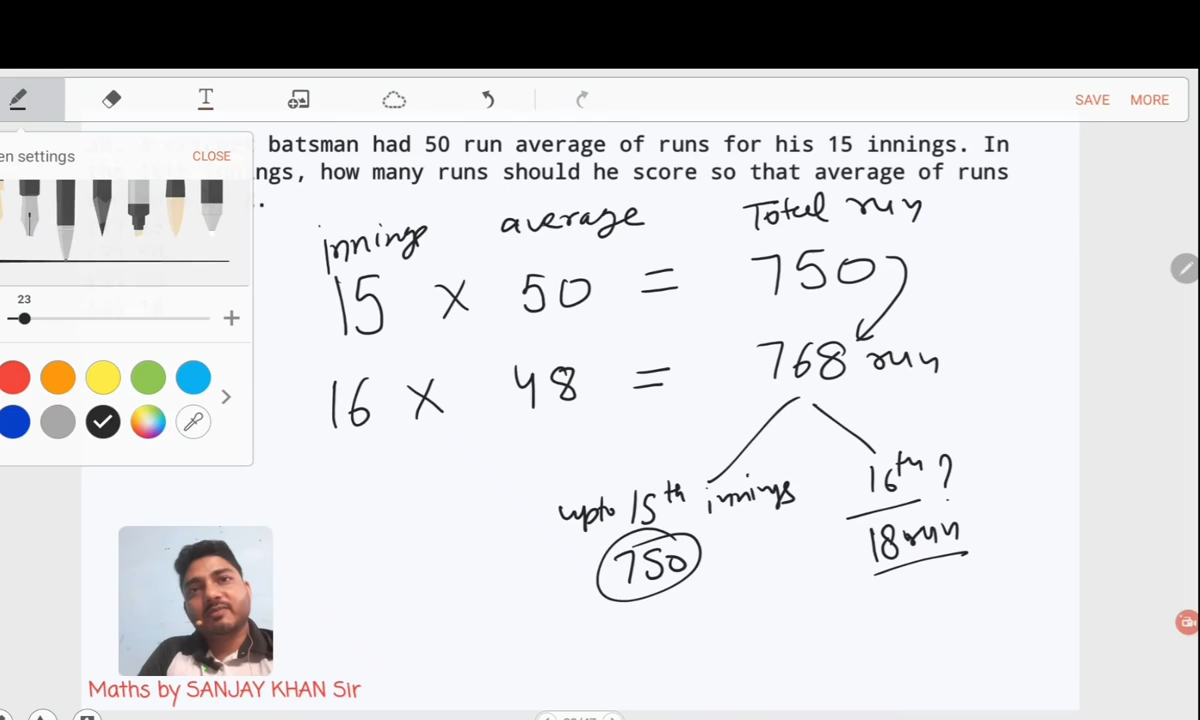 SAVE MORE
en settings CLOSE
batsman had 50 run average of runs for his 15 innings. In
ngs, how many runs should he score so that average of runs
.
innings average Total run
15 × 50 = 750
16 × 48 = 768 run
23
upto 15th innings
750
16th ?
18 run
Maths by SANJAY KHAN Sir